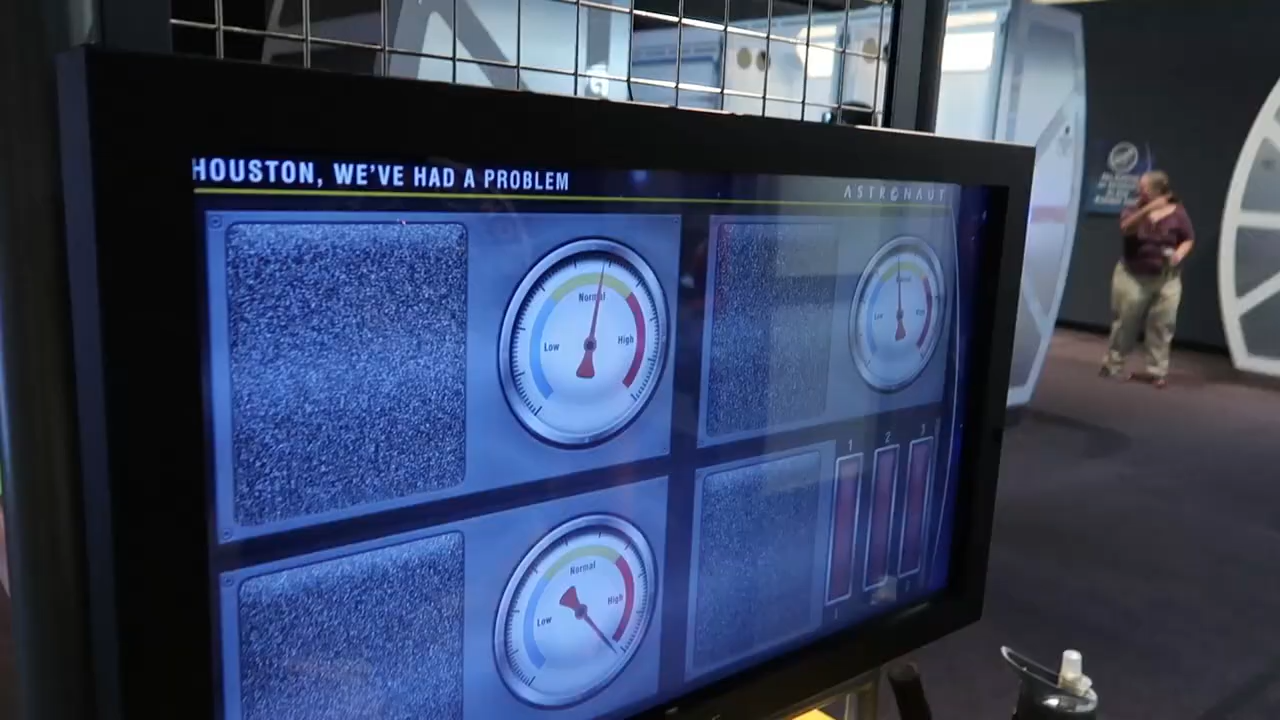 HOUSTON, WE'VE HAD A PROBLEM
ASTRONAUT
Normal
Low
High
Normal
Low
High
1 2 3
Normal
Low
High